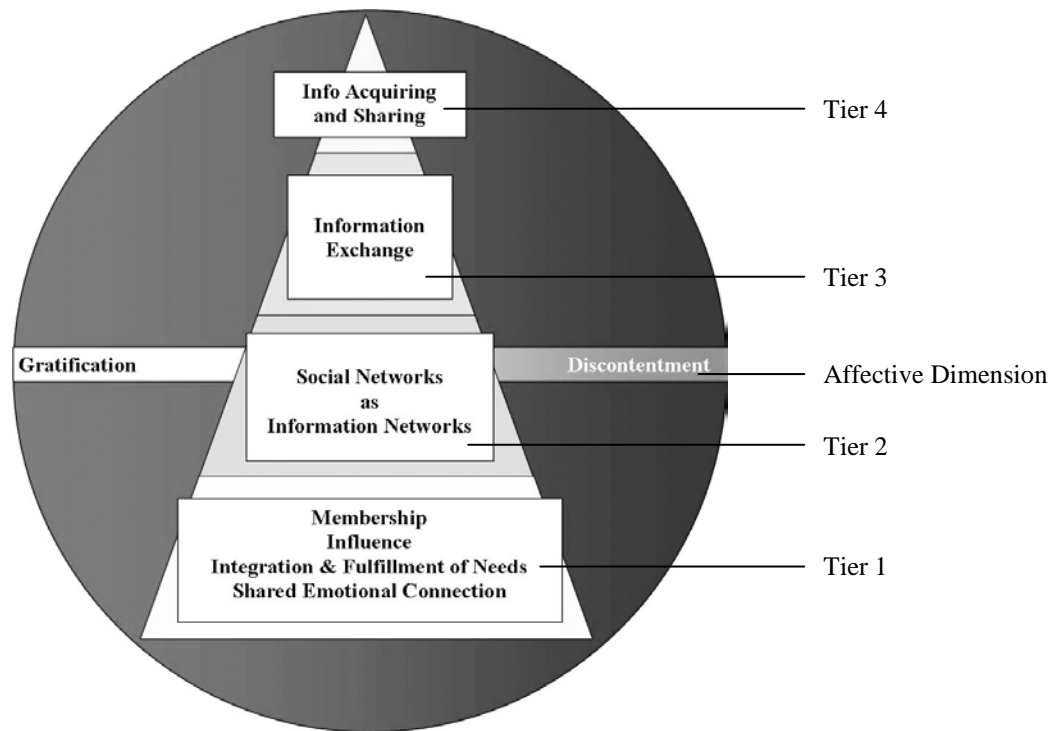 Info Acquiring
and Sharing
Tier 4
Information
Exchange
Tier 3
Gratification
Discontentment
Affective Dimension
Social Networks
as
Information Networks
Tier 2
Membership
Influence
Integration & Fulfillment of Needs
Shared Emotional Connection
Tier 1